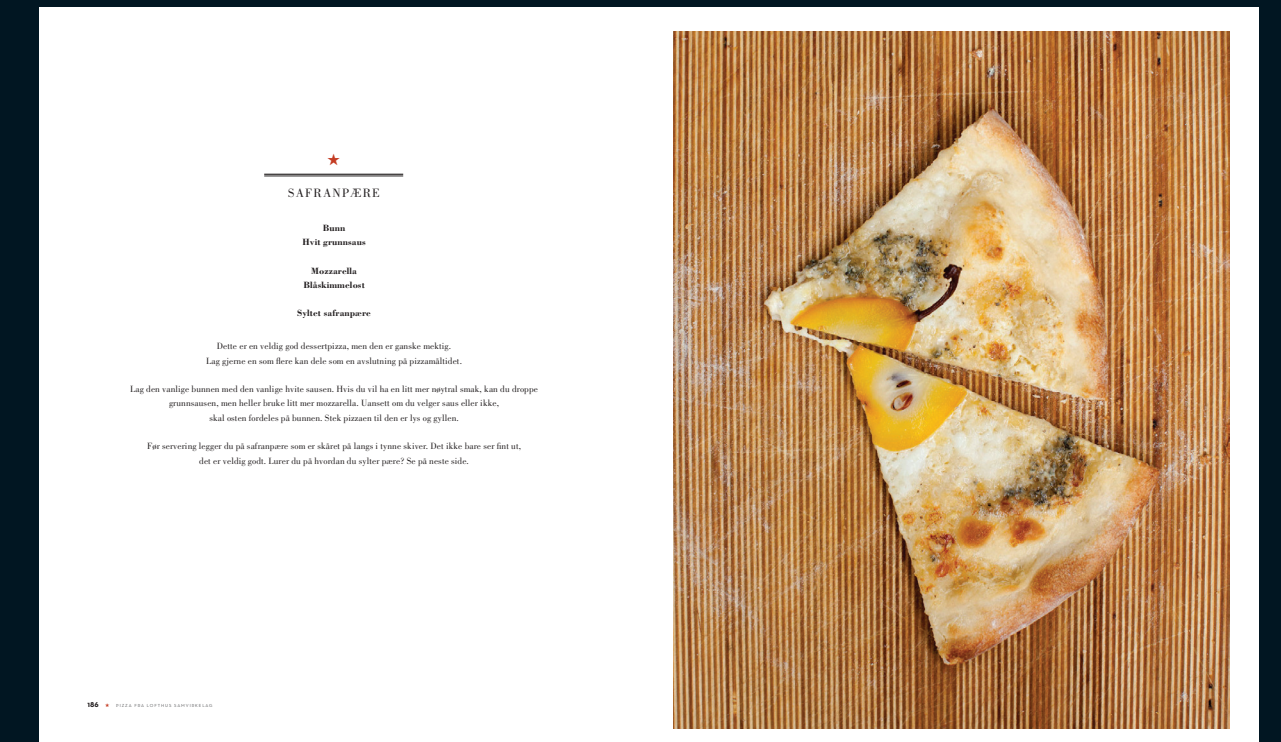 SAFRANPÆRE
Bunn
Hvit grunnsaus
Mozzarella
Blåskimmelost
Syltet safranpære
Dette er en veldig god dessertpizza, men den er ganske mektig.
Lag gjerne en som flere kan dele som en avslutning på pizzamåltidet.
Lag den vanlige bunnen med den vanlige hvite sausen. Hvis du vil ha en litt mer nøytral smak, kan du droppe
grunnsausen, men heller bruke litt mer mozzarella. Uansett om du velger saus eller ikke,
skal osten fordeles på bunnen. Stek pizzaen til den er lys og gyllen.
Før servering legger du på safranpære som er skåret på langs i tynne skiver. Det ikke bare ser fint ut,
det er veldig godt. Lurer du på hvordan du sylter pære? Se på neste side.
186 ★ PIZZA FRA LOFTHUS SAMVIRKELAG